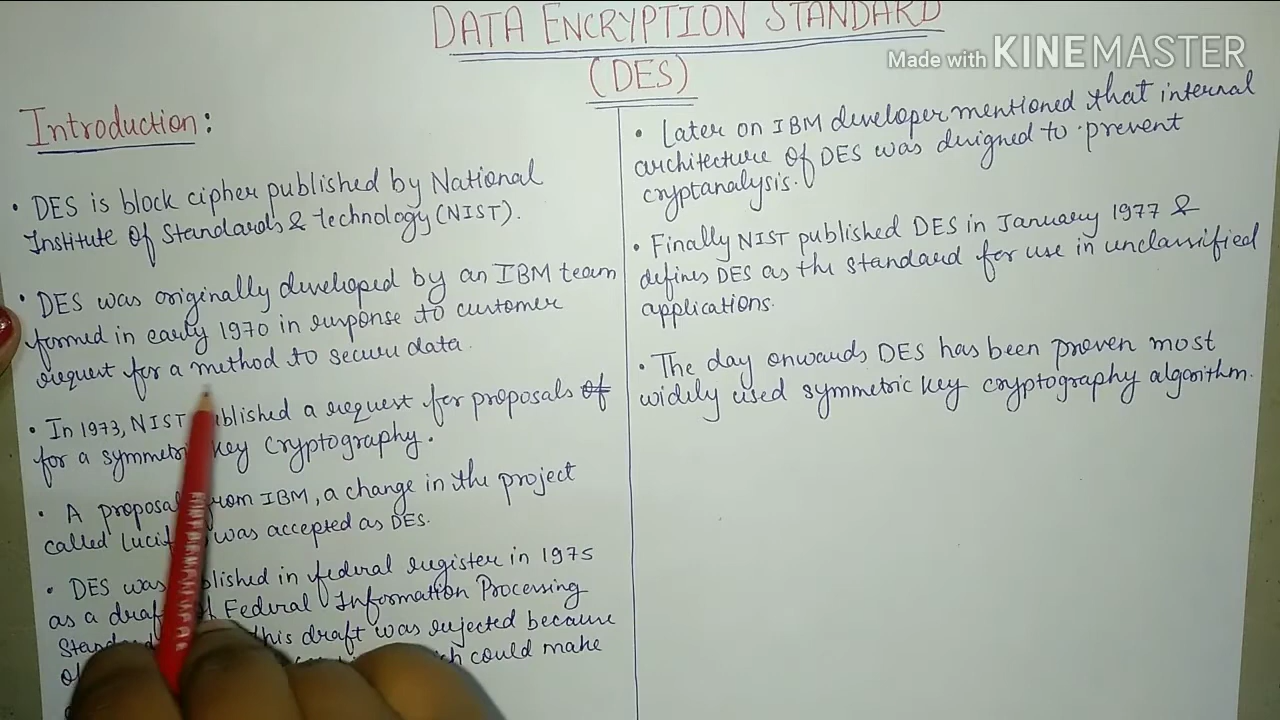 DATA ENCRYPTION STANDARD
(DES)
Made with KINEMASTER
Introduction:
• DES is block cipher published by National
Institute of Standards & technology (NIST).
• DES was originally developed by an IBM team
formed in early 1970 in response to customer
request for a method to secure data.
• In 1973, NIST published a request for proposals of
for a symmetric key cryptography.
• A proposal from IBM, a change in the project
called Lucifer was accepted as DES.
• DES was published in federal register in 1975
as a draft of Federal Information Processing
this draft was rejected because
could make
• Later on IBM developer mentioned that internal
architecture of DES was designed to prevent
cryptanalysis.
• Finally NIST published DES in January 1977 &
defines DES as the standard for use in unclassified
applications.
• The day onwards DES has been proven most
widely used symmetric key cryptography algorithm.